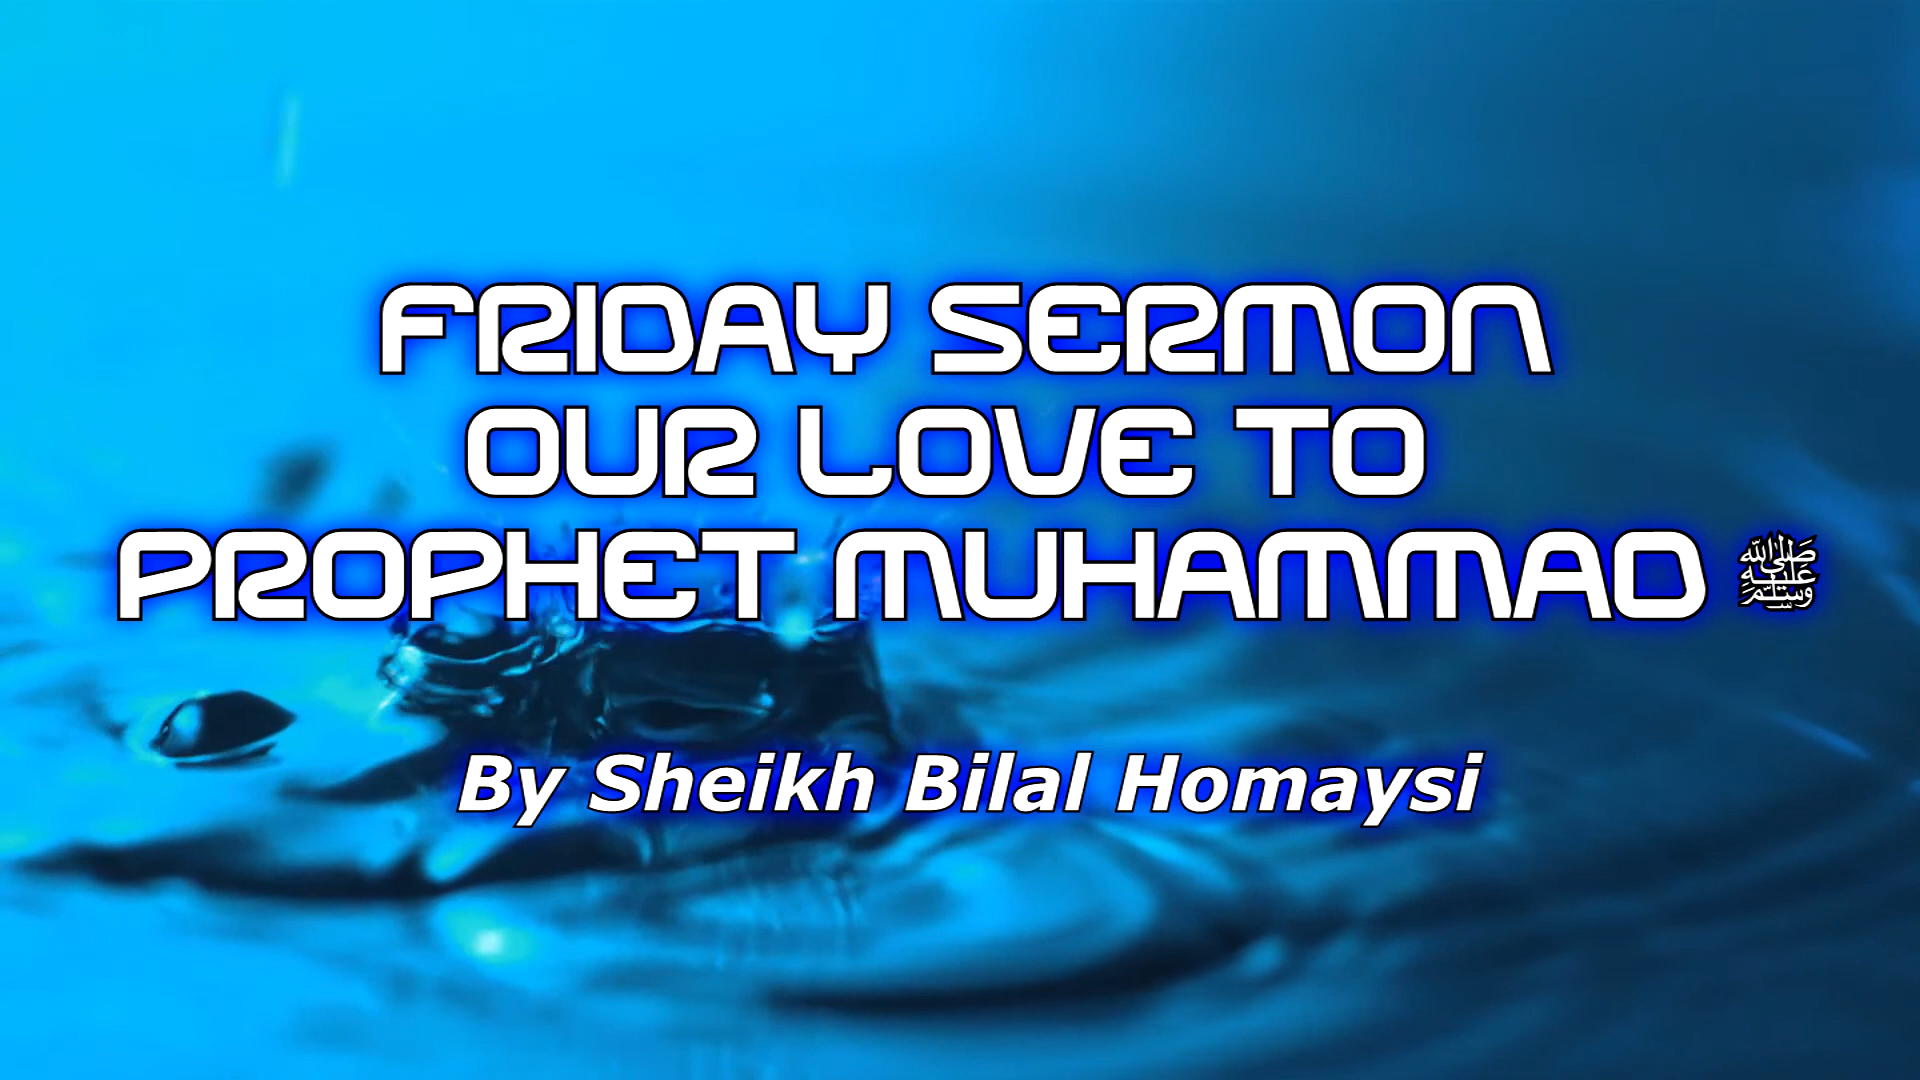 FRIDAY SERMON
OUR LOVE TO
PROPHET MUHAMMAD ﷺ
By Sheikh Bilal Homaysi